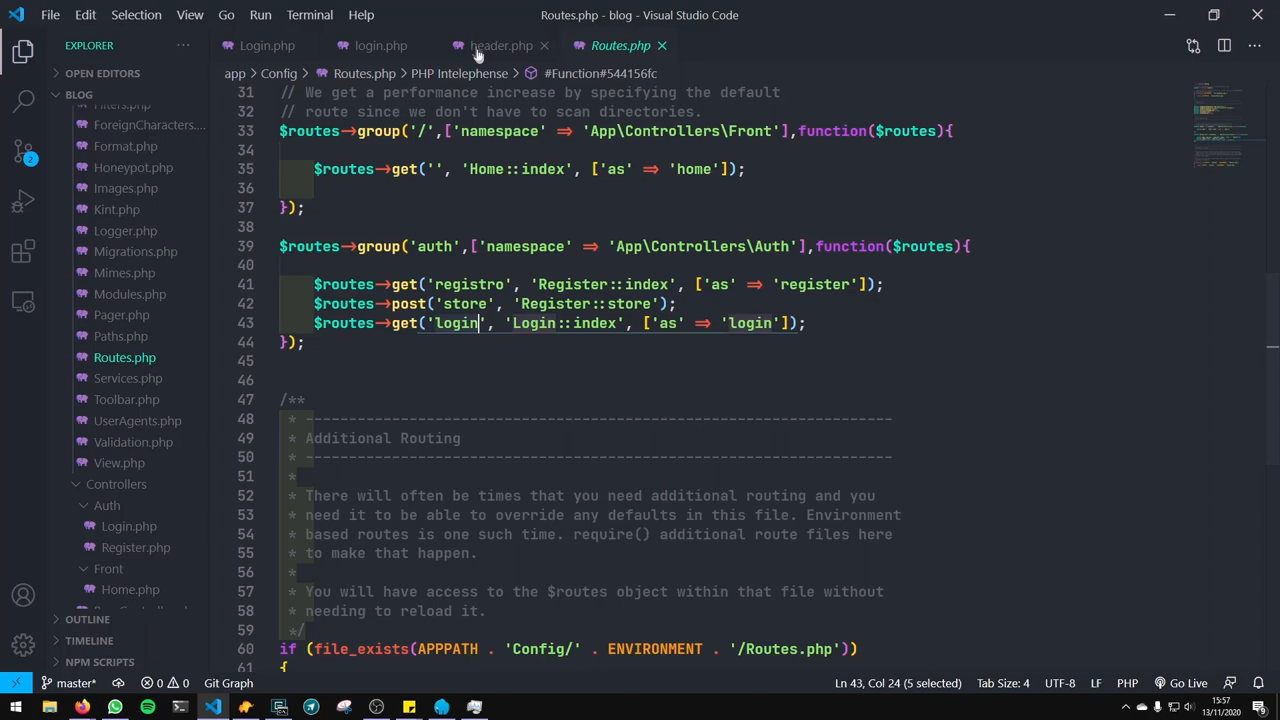 File Edit Selection View Go Run Terminal Help
Routes.php - blog - Visual Studio Code
EXPLORER
Login.php
login.php
header.php
Routes.php
OPEN EDITORS
app > Config > Routes.php > PHP Intelephense > #Function#544156fc
BLOG
Filters.php
ForeignCharacters....
Format.php
Honeypot.php
Images.php
Kint.php
Logger.php
Migrations.php
Mimes.php
Modules.php
Pager.php
Paths.php
Routes.php
Services.php
Toolbar.php
UserAgents.php
Validation.php
View.php
Controllers
Auth
Login.php
Register.php
Front
Home.php
OUTLINE
TIMELINE
NPM SCRIPTS
31 // We get a performance increase by specifying the default
32 // route since we don't have to scan directories.
33 $routes->group('/',['namespace' => 'App\Controllers\Front'],function($routes){
34
35 $routes->get('', 'Home::index', ['as' => 'home']);
36
37 });
38
39 $routes->group('auth',['namespace' => 'App\Controllers\Auth'],function($routes){
40
41 $routes->get('registro', 'Register::index', ['as' => 'register']);
42 $routes->post('store', 'Register::store');
43 $routes->get('login', 'Login::index', ['as' => 'login']);
44 });
45
46
47 /**
48 * --------------------------------------------------------------------
49 * Additional Routing
50 * --------------------------------------------------------------------
51 *
52 * There will often be times that you need additional routing and you
53 * need it to be able to override any defaults in this file. Environment
54 * based routes is one such time. require() additional route files here
55 * to make that happen.
56 *
57 * You will have access to the $routes object within that file without
58 * needing to reload it.
59 */
60 if (file_exists(APPPATH . 'Config/' . ENVIRONMENT . '/Routes.php'))
61 {
2
master* 0 0 Git Graph
Ln 43, Col 24 (5 selected) Tab Size: 4 UTF-8 LF PHP Go Live
15:57
13/11/2020